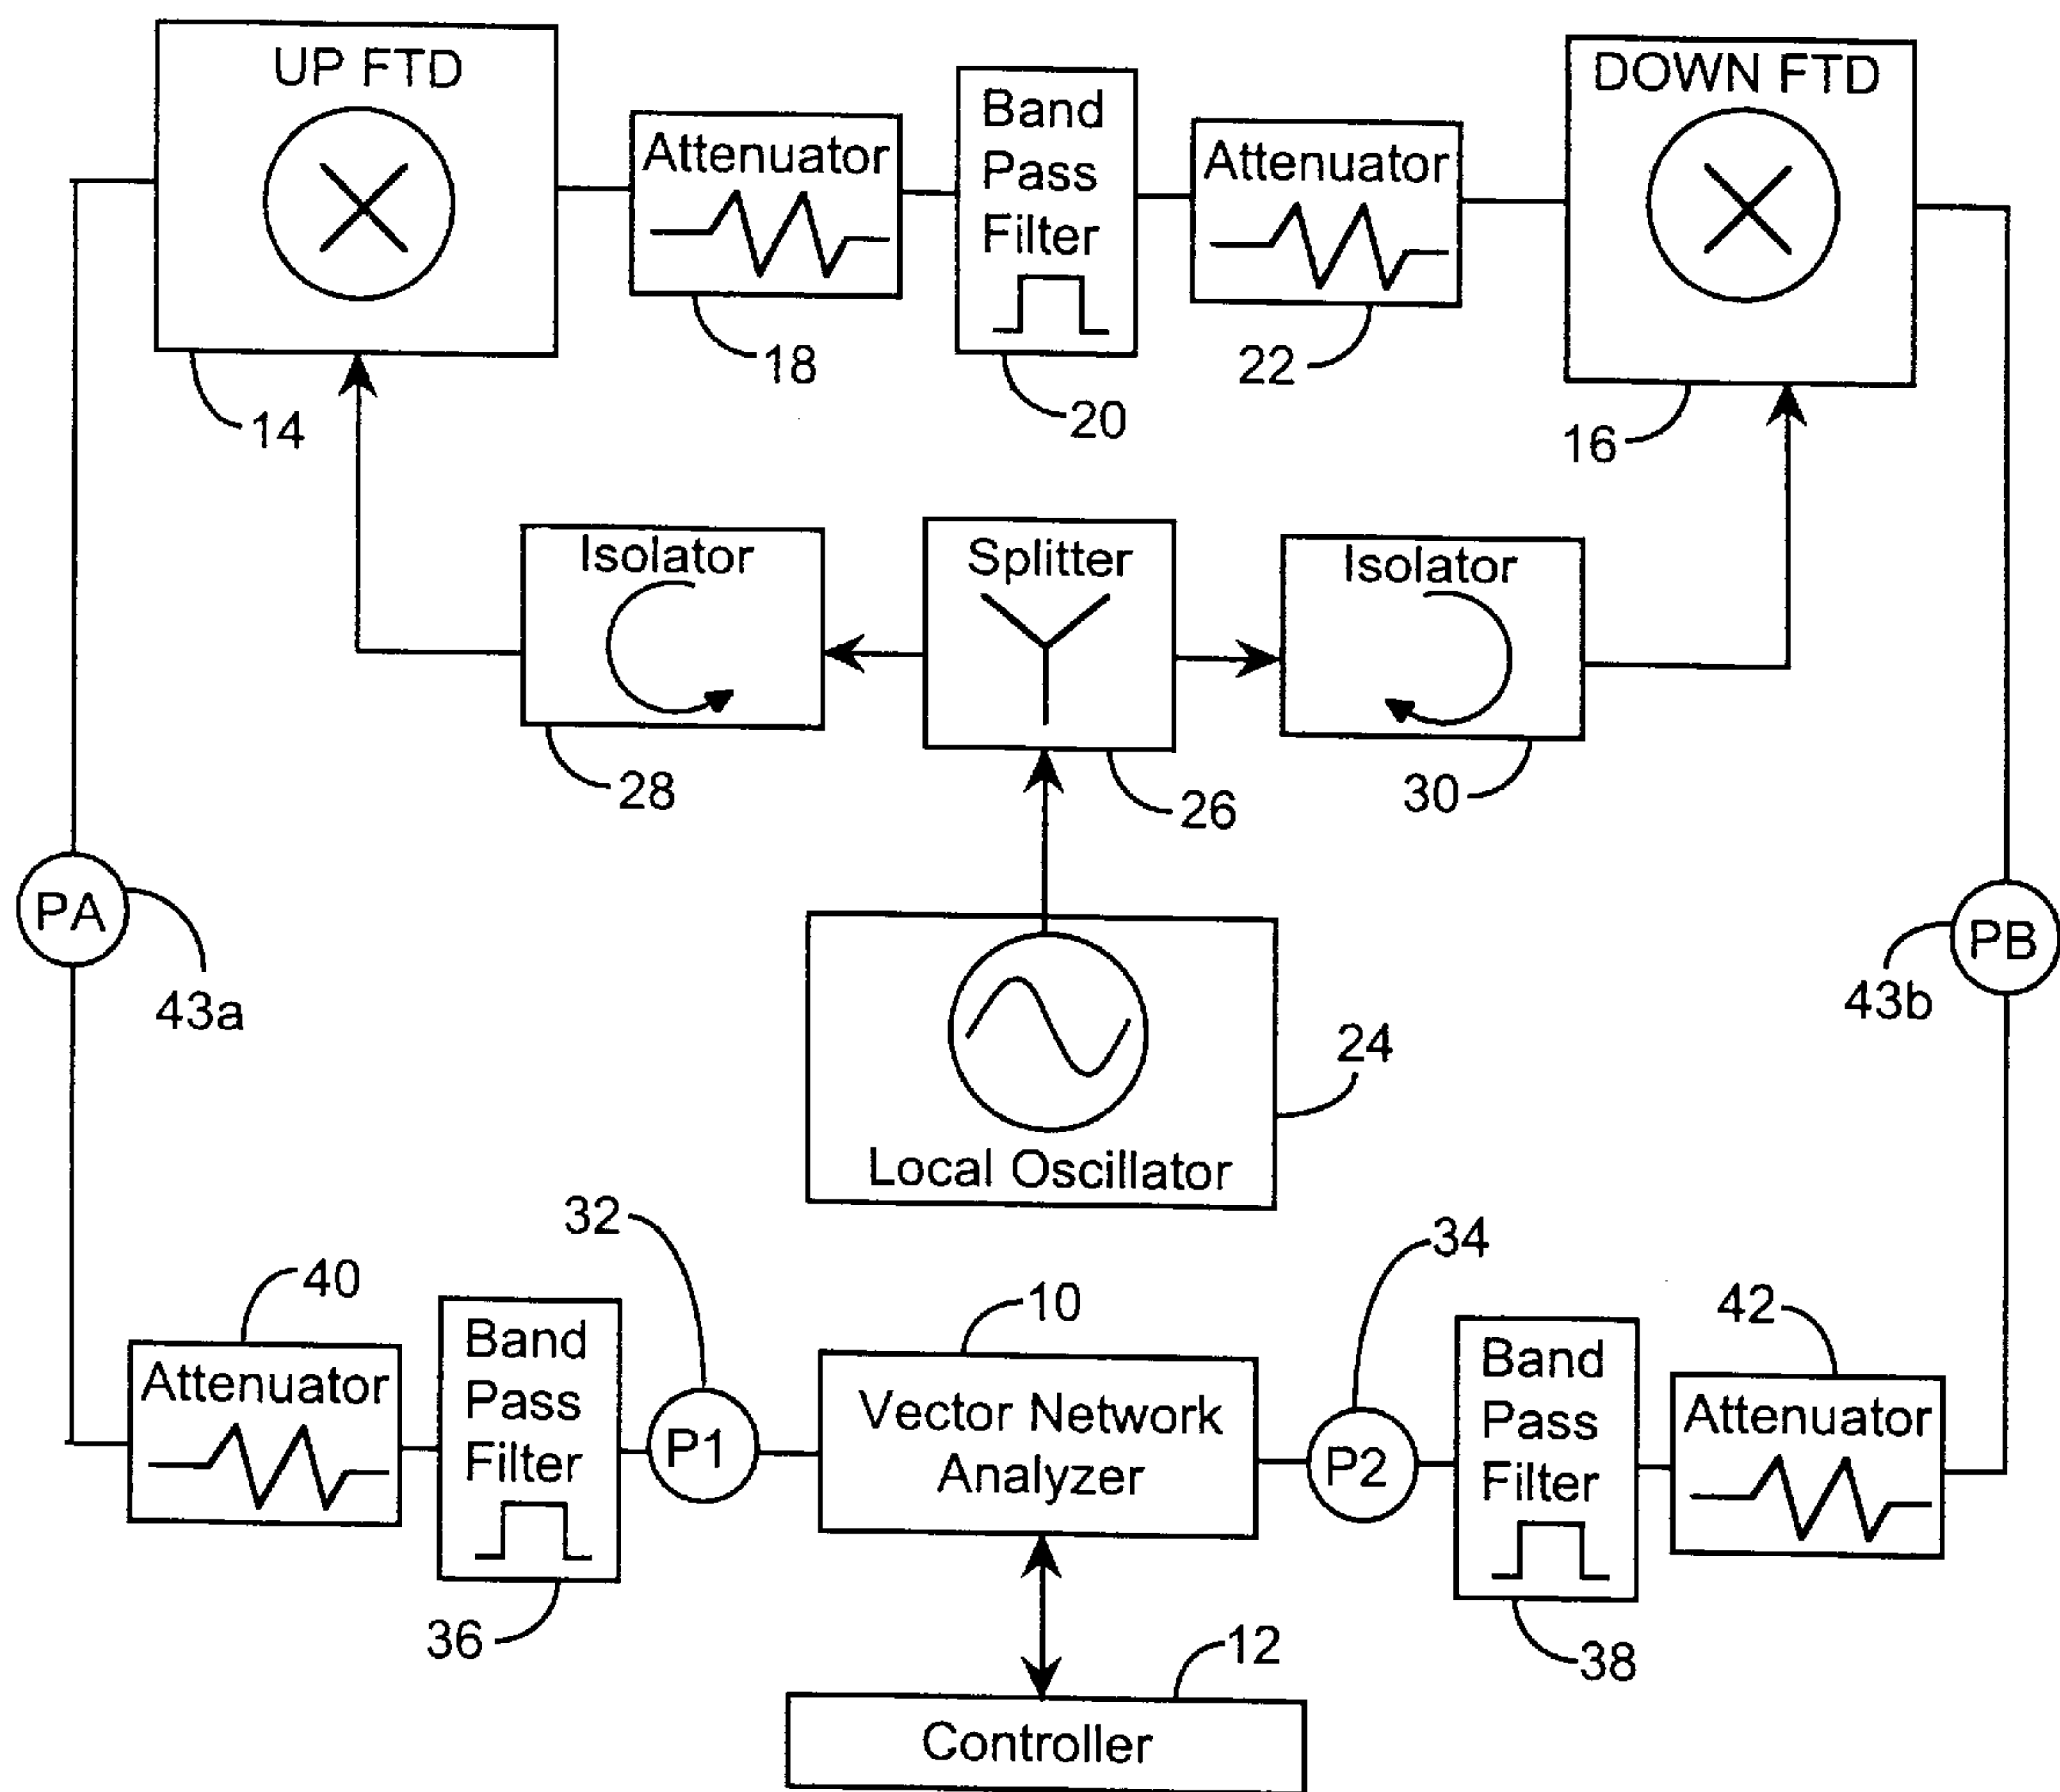 UP FTD
Attenuator
Band
Pass
Filter
Attenuator
DOWN FTD
18
20
22
14
16
Isolator
Splitter
Isolator
28
26
30
PA
43a
PB
43b
24
Local Oscillator
32
34
40
Attenuator
Band
Pass
Filter
P1
10
Vector Network
Analyzer
P2
Band
Pass
Filter
42
Attenuator
36
38
12
Controller